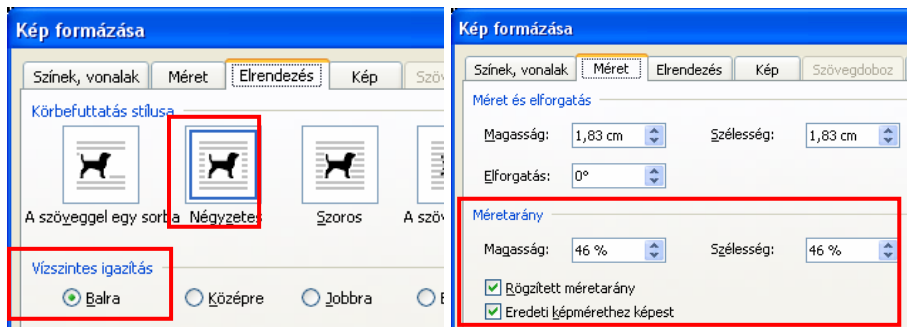 Kép formázása
Színek, vonalak Méret Elrendezés Kép Szöv
Körbefuttatás stílusa
A szöveggel egy sorba Négyzetes Szoros A szöv
Vízszintes igazítás
Balra Középre Jobbra
Kép formázása
Színek, vonalak Méret Elrendezés Kép Szövegdoboz
Méret és elforgatás
Magasság: 1,83 cm Szélesség: 1,83 cm
Elforgatás: 0°
Méretarány
Magasság: 46 % Szélesség: 46 %
Rögzített méretarány
Eredeti képmérethez képest